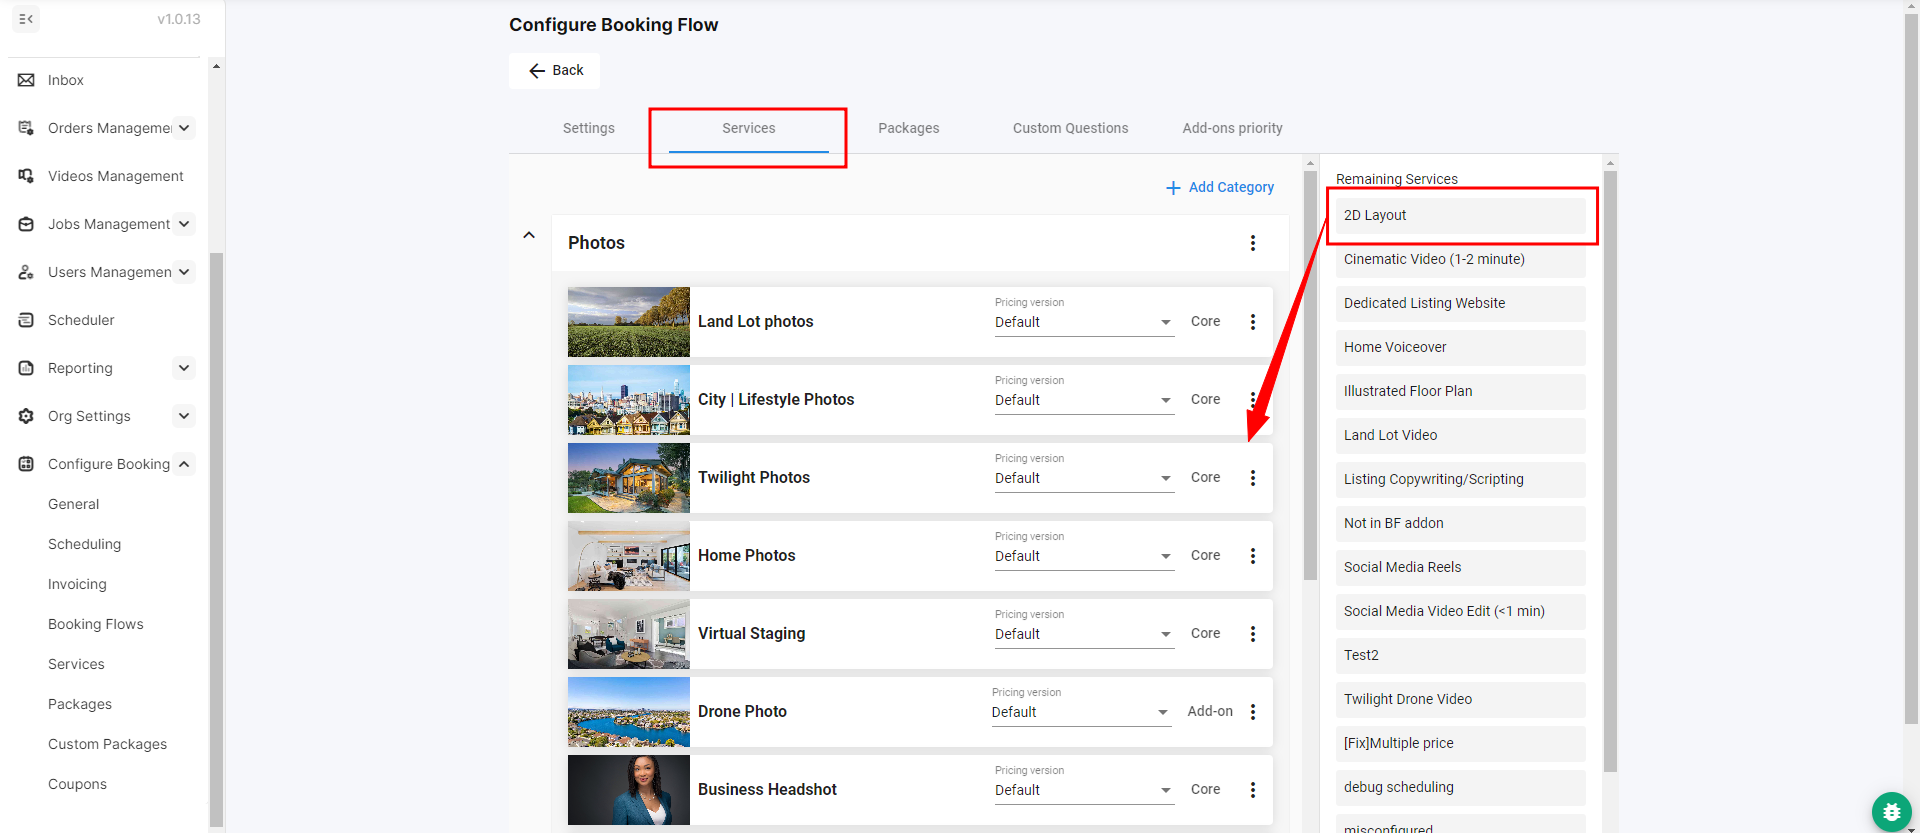 v1.0.13
Inbox
Orders Manageme
Videos Management
Jobs Management
Users Managemen
Scheduler
Reporting
Org Settings
Configure Booking
General
Scheduling
Invoicing
Booking Flows
Services
Packages
Custom Packages
Coupons
Configure Booking Flow
Back
Settings
Services
Packages
Custom Questions
Add-ons priority
Add Category
Photos
Land Lot photos
Pricing version
Default
Core
City | Lifestyle Photos
Pricing version
Default
Core
Twilight Photos
Pricing version
Default
Core
Home Photos
Pricing version
Default
Core
Virtual Staging
Pricing version
Default
Core
Drone Photo
Pricing version
Default
Add-on
Business Headshot
Pricing version
Default
Core
Remaining Services
2D Layout
Cinematic Video (1-2 minute)
Dedicated Listing Website
Home Voiceover
Illustrated Floor Plan
Land Lot Video
Listing Copywriting/Scripting
Not in BF addon
Social Media Reels
Social Media Video Edit (<1 min)
Test2
Twilight Drone Video
[Fix]Multiple price
debug scheduling
misconfigured